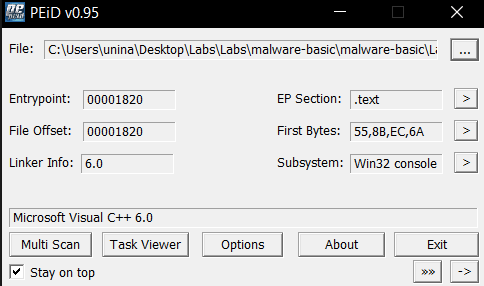 PEiD v0.95
File: C:\Users\unina\Desktop\Labs\Labs\malware-basic\malware-basic\La ...
Entrypoint: 00001820 EP Section: .text >
File Offset: 00001820 First Bytes: 55,8B,EC,6A >
Linker Info: 6.0 Subsystem: Win32 console >
Microsoft Visual C++ 6.0
Multi Scan Task Viewer Options About Exit
Stay on top »» ->